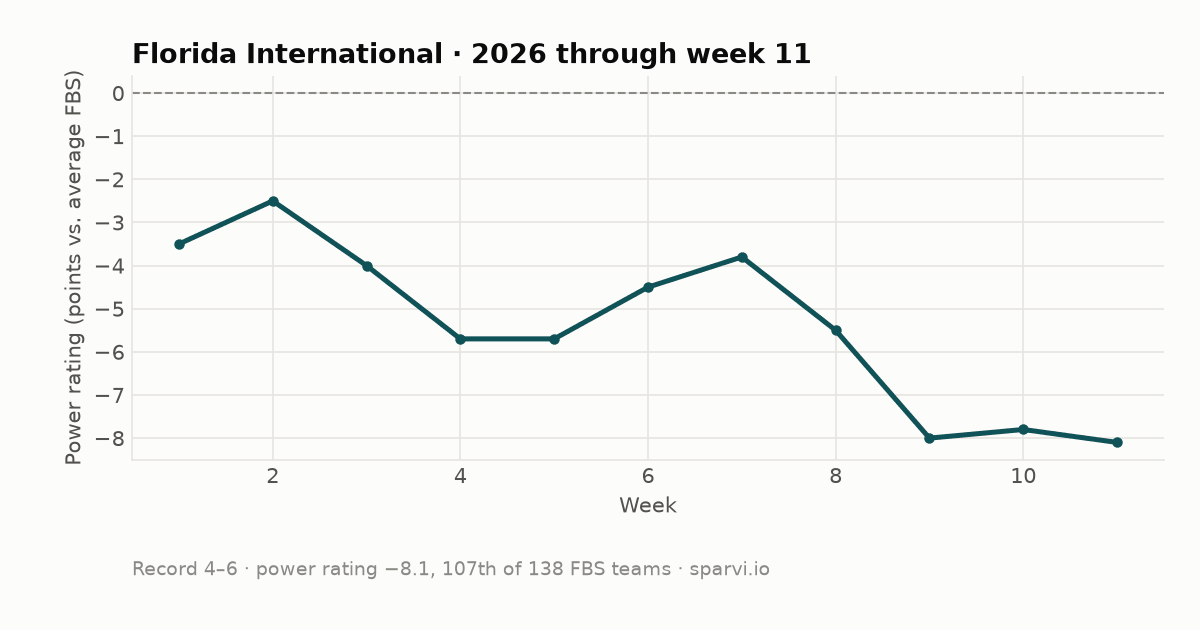 Florida International · 2026 through week 11
Power rating (points vs. average FBS)
0
−1
−2
−3
−4
−5
−6
−7
−8
2 4 6 8 10
Week
Record 4–6 · power rating −8.1, 107th of 138 FBS teams · sparvi.io